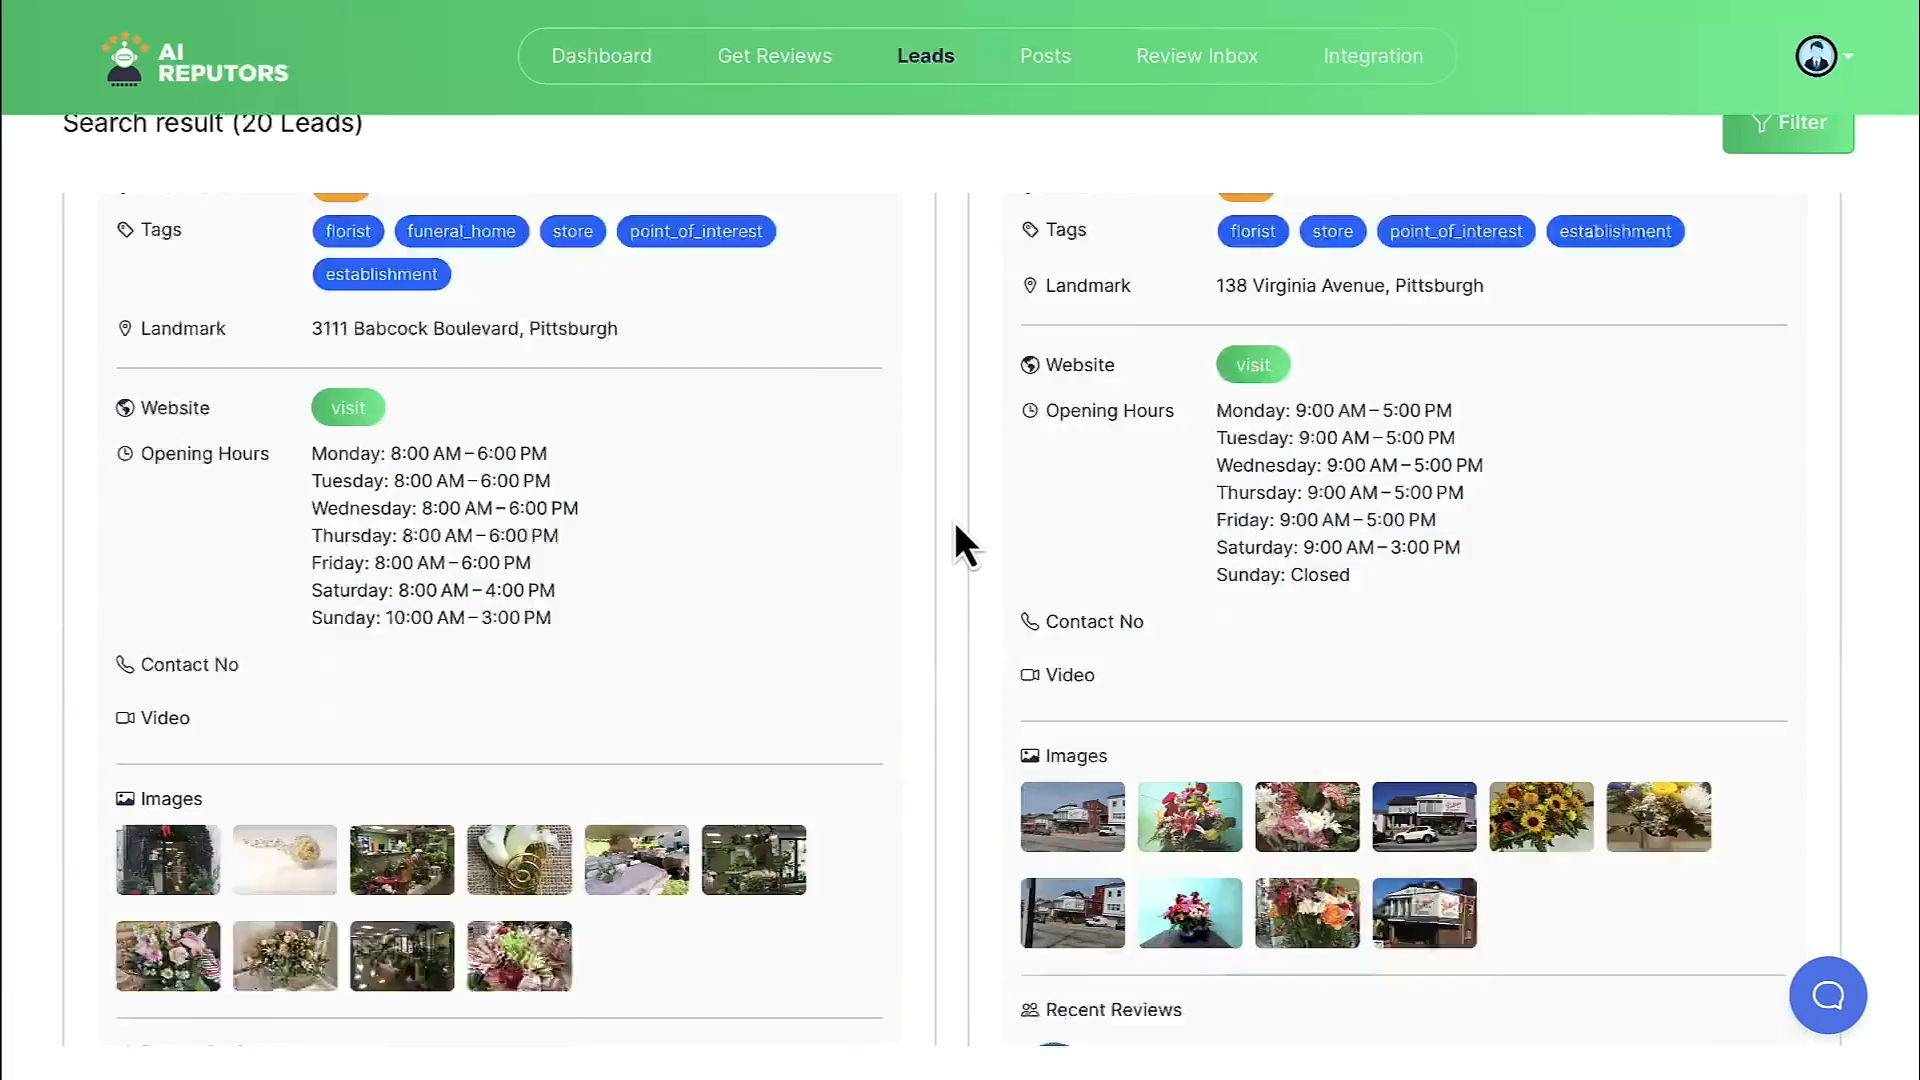 AI
REPUTORS
Dashboard
Get Reviews
Leads
Posts
Review Inbox
Integration
Search result (20 Leads)
Filter
Tags
florist
funeral_home
store
point_of_interest
establishment
Landmark
3111 Babcock Boulevard, Pittsburgh
Website
visit
Opening Hours
Monday: 8:00 AM – 6:00 PM
Tuesday: 8:00 AM – 6:00 PM
Wednesday: 8:00 AM – 6:00 PM
Thursday: 8:00 AM – 6:00 PM
Friday: 8:00 AM – 6:00 PM
Saturday: 8:00 AM – 4:00 PM
Sunday: 10:00 AM – 3:00 PM
Contact No
Video
Images
Tags
florist
store
point_of_interest
establishment
Landmark
138 Virginia Avenue, Pittsburgh
Website
visit
Opening Hours
Monday: 9:00 AM – 5:00 PM
Tuesday: 9:00 AM – 5:00 PM
Wednesday: 9:00 AM – 5:00 PM
Thursday: 9:00 AM – 5:00 PM
Friday: 9:00 AM – 5:00 PM
Saturday: 9:00 AM – 3:00 PM
Sunday: Closed
Contact No
Video
Images
Recent Reviews